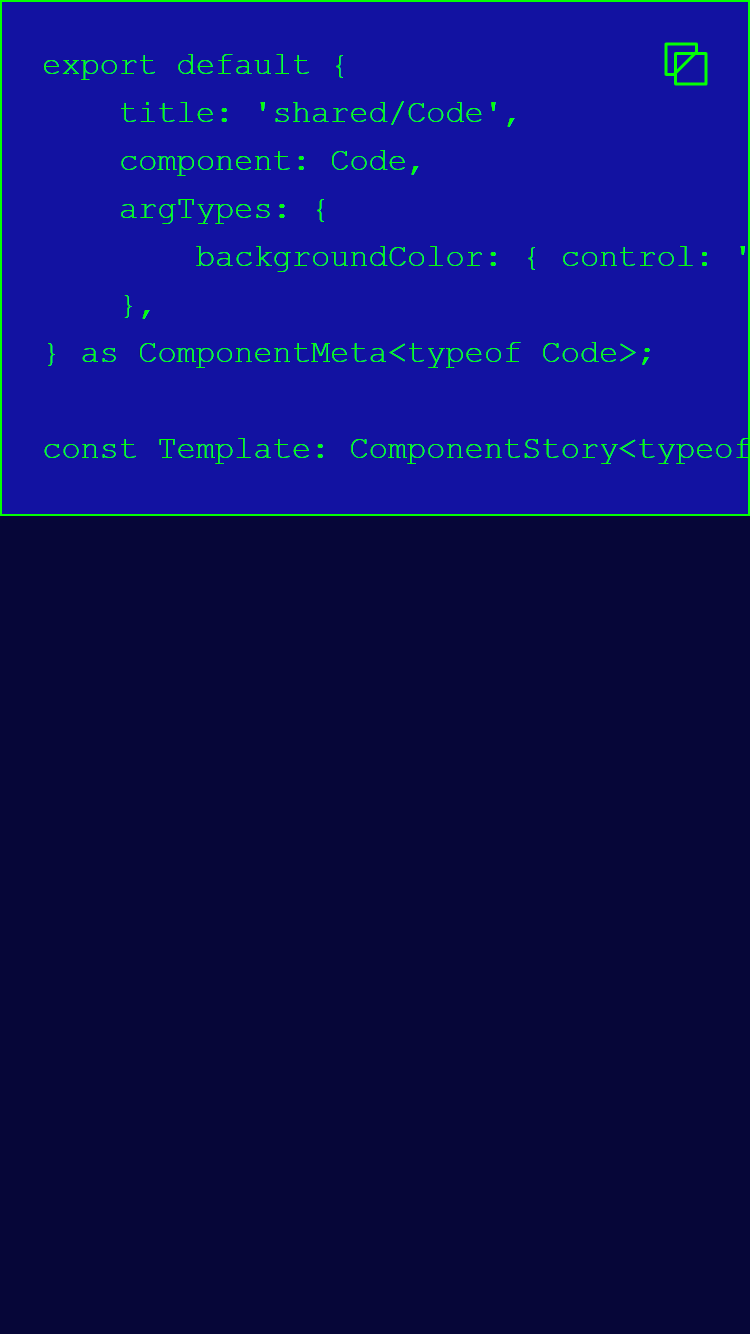 export default {
    title: 'shared/Code',
    component: Code,
    argTypes: {
        backgroundColor: { control: '
    },
} as ComponentMeta<typeof Code>;

const Template: ComponentStory<typeof